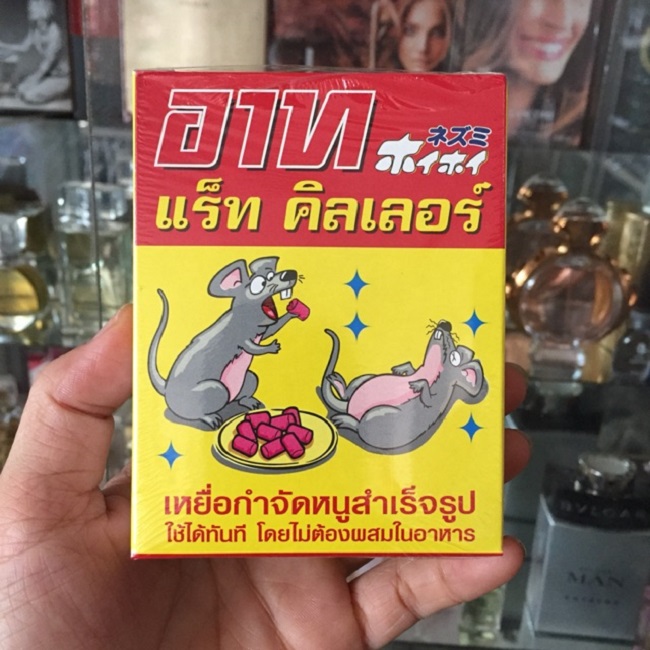 อาท
ネズミ
ホイホイ
แร็ท คิลเลอร์
เหยื่อกำจัดหนูสำเร็จรูป
ใช้ได้ทันที โดยไม่ต้องผสมในอาหาร
BVLGARI
MAN